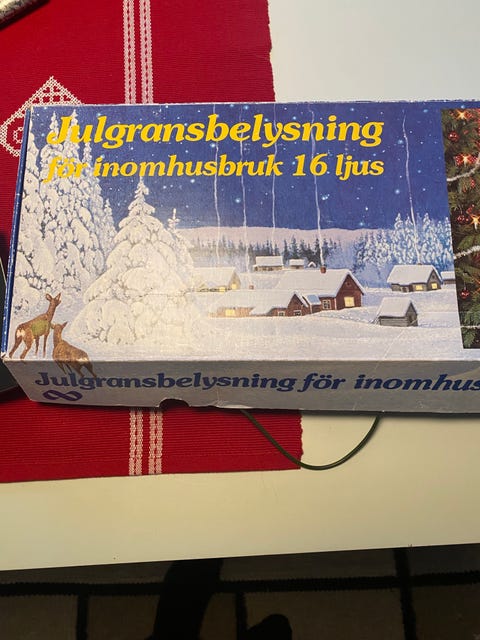 Julgransbelysning
för inomhusbruk 16 ljus
Julgransbelysning för inomhus